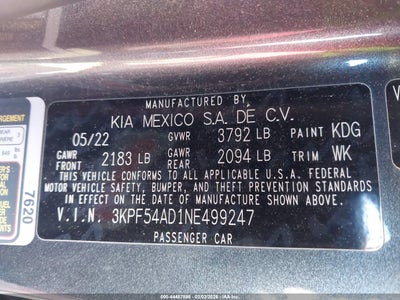 MANUFACTURED BY
KIA MEXICO S.A. DE C.V.
05/22 GVWR 3792 LB PAINT KDG
GAWR FRONT 2183 LB GAWR REAR 2094 LB TRIM WK
THIS VEHICLE CONFORMS TO ALL APPLICABLE U.S.A. FEDERAL
MOTOR VEHICLE SAFETY, BUMPER, AND THEFT PREVENTION STANDARDS
IN EFFECT ON THE DATE OF MANUFACTURE SHOWN ABOVE.
V.I.N. 3KPF54AD1NE499247
PASSENGER CAR
7620